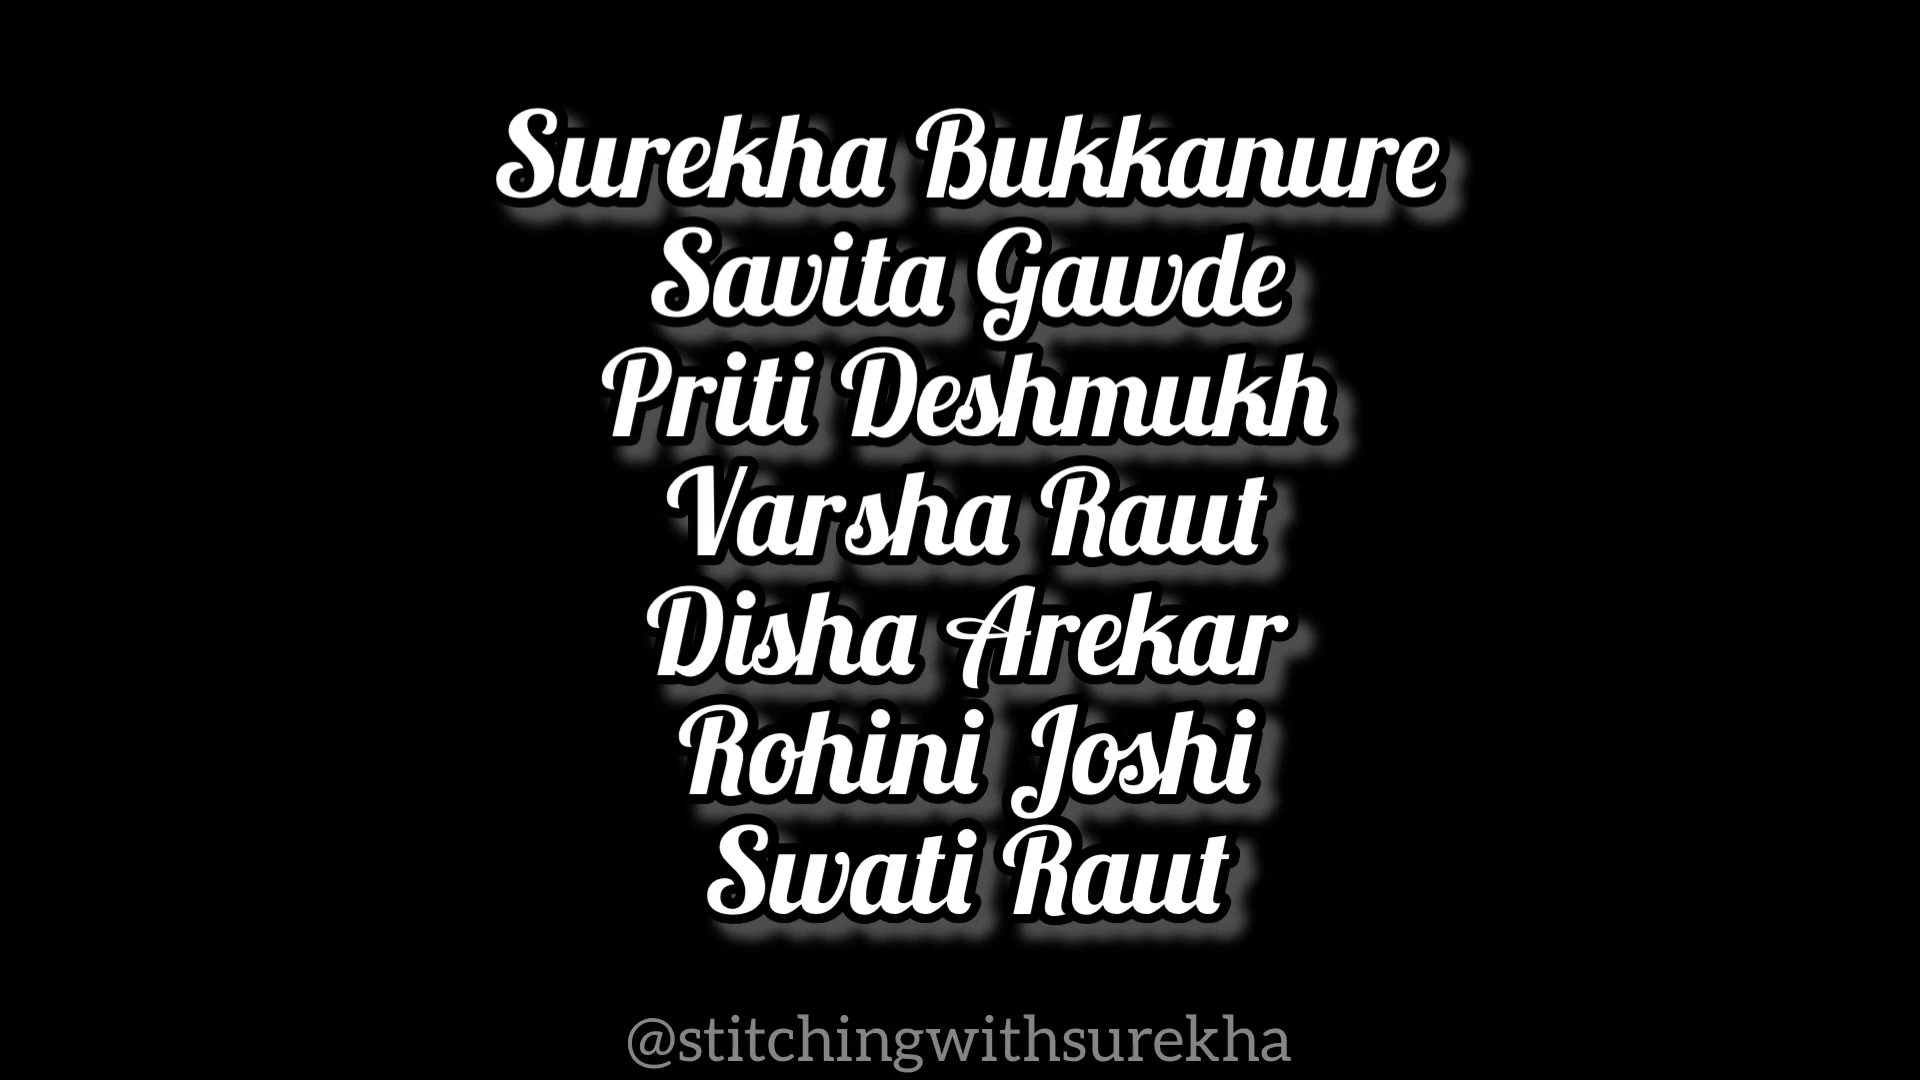 Surekha Bukkanure
Savita Gawde
Priti Deshmukh
Varsha Raut
Disha Arekar
Rohini Joshi
Swati Raut
@stitchingwithsurekha